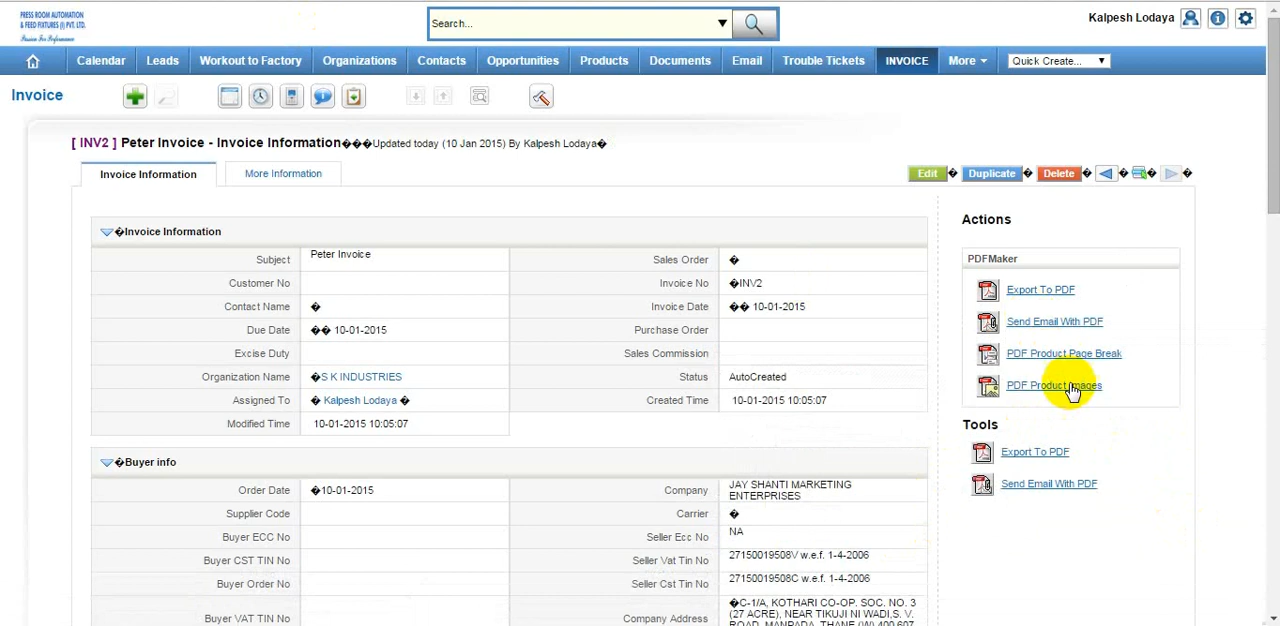 PRESS ROOM AUTOMATION
& FEED FIXTURES (I) PVT. LTD.
Passion For Performance
Search...
Kalpesh Lodaya
Calendar Leads Workout to Factory Organizations Contacts Opportunities Products Documents Email Trouble Tickets INVOICE More Quick Create...
Invoice
[ INV2 ] Peter Invoice - Invoice Information���Updated today (10 Jan 2015) By Kalpesh Lodaya�
Invoice Information More Information
Edit � Duplicate � Delete � � � �
Actions
�Invoice Information
PDFMaker
Subject Peter Invoice Sales Order �
Customer No Invoice No �INV2
Export To PDF
Contact Name � Invoice Date �� 10-01-2015
Due Date �� 10-01-2015 Purchase Order
Send Email With PDF
Excise Duty Sales Commission
PDF Product Page Break
Organization Name �S K INDUSTRIES Status AutoCreated
PDF Product Images
Assigned To � Kalpesh Lodaya � Created Time 10-01-2015 10:05:07
Modified Time 10-01-2015 10:05:07
Tools
Export To PDF
Send Email With PDF
�Buyer info
Order Date �10-01-2015 Company JAY SHANTI MARKETING
ENTERPRISES
Supplier Code Carrier �
Buyer ECC No Seller Ecc No NA
Buyer CST TIN No Seller Vat Tin No 27150019508V w.e.f. 1-4-2006
Buyer Order No Seller Cst Tin No 27150019508C w.e.f. 1-4-2006
Buyer VAT TIN No Company Address �C-1/A, KOTHARI CO-OP. SOC. NO. 3
(27 ACRE), NEAR TIKUJI NI WADI,S. V.
ROAD, MANPADA, THANE (W) 400 607